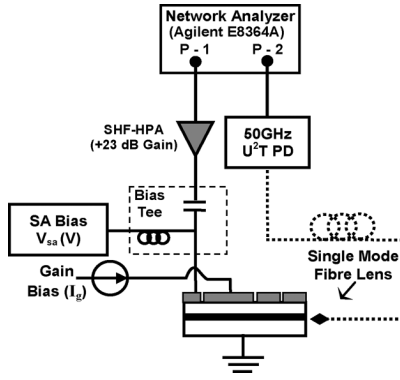 Network Analyzer
(Agilent E8364A)
P - 1 P - 2
SHF-HPA
(+23 dB Gain)
50GHz
U²T PD
Bias
Tee
SA Bias
Vsa (V)
Single Mode
Fibre Lens
Gain
Bias (Ig)